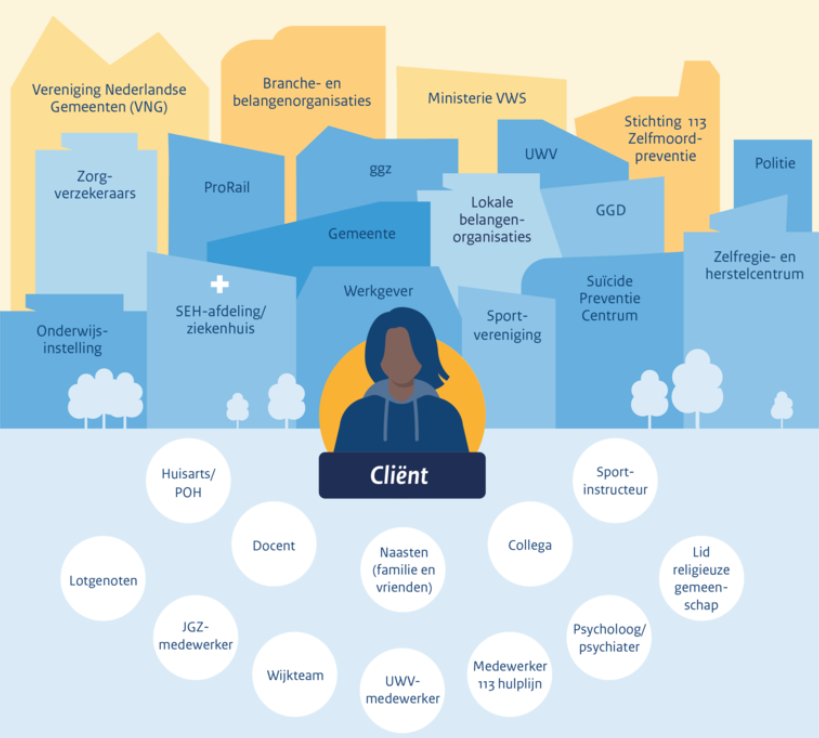 Vereniging Nederlandse
Gemeenten (VNG)
Branche- en
belangenorganisaties
Ministerie VWS
Stichting 113
Zelfmoord-
preventie
Zorg-
verzekeraars
ProRail
ggz
UWV
Politie
Lokale
belangen-
organisaties
GGD
Gemeente
Zelfregie- en
herstelcentrum
SEH-afdeling/
ziekenhuis
Werkgever
Suïcide
Preventie
Centrum
Onderwijs-
instelling
Sport-
vereniging
Cliënt
Huisarts/
POH
Sport-
instructeur
Docent
Naasten
(familie en
vrienden)
Collega
Lotgenoten
Lid
religieuze
gemeen-
schap
JGZ-
medewerker
Psycholoog/
psychiater
Wijkteam
UWV-
medewerker
Medewerker
113 hulplijn